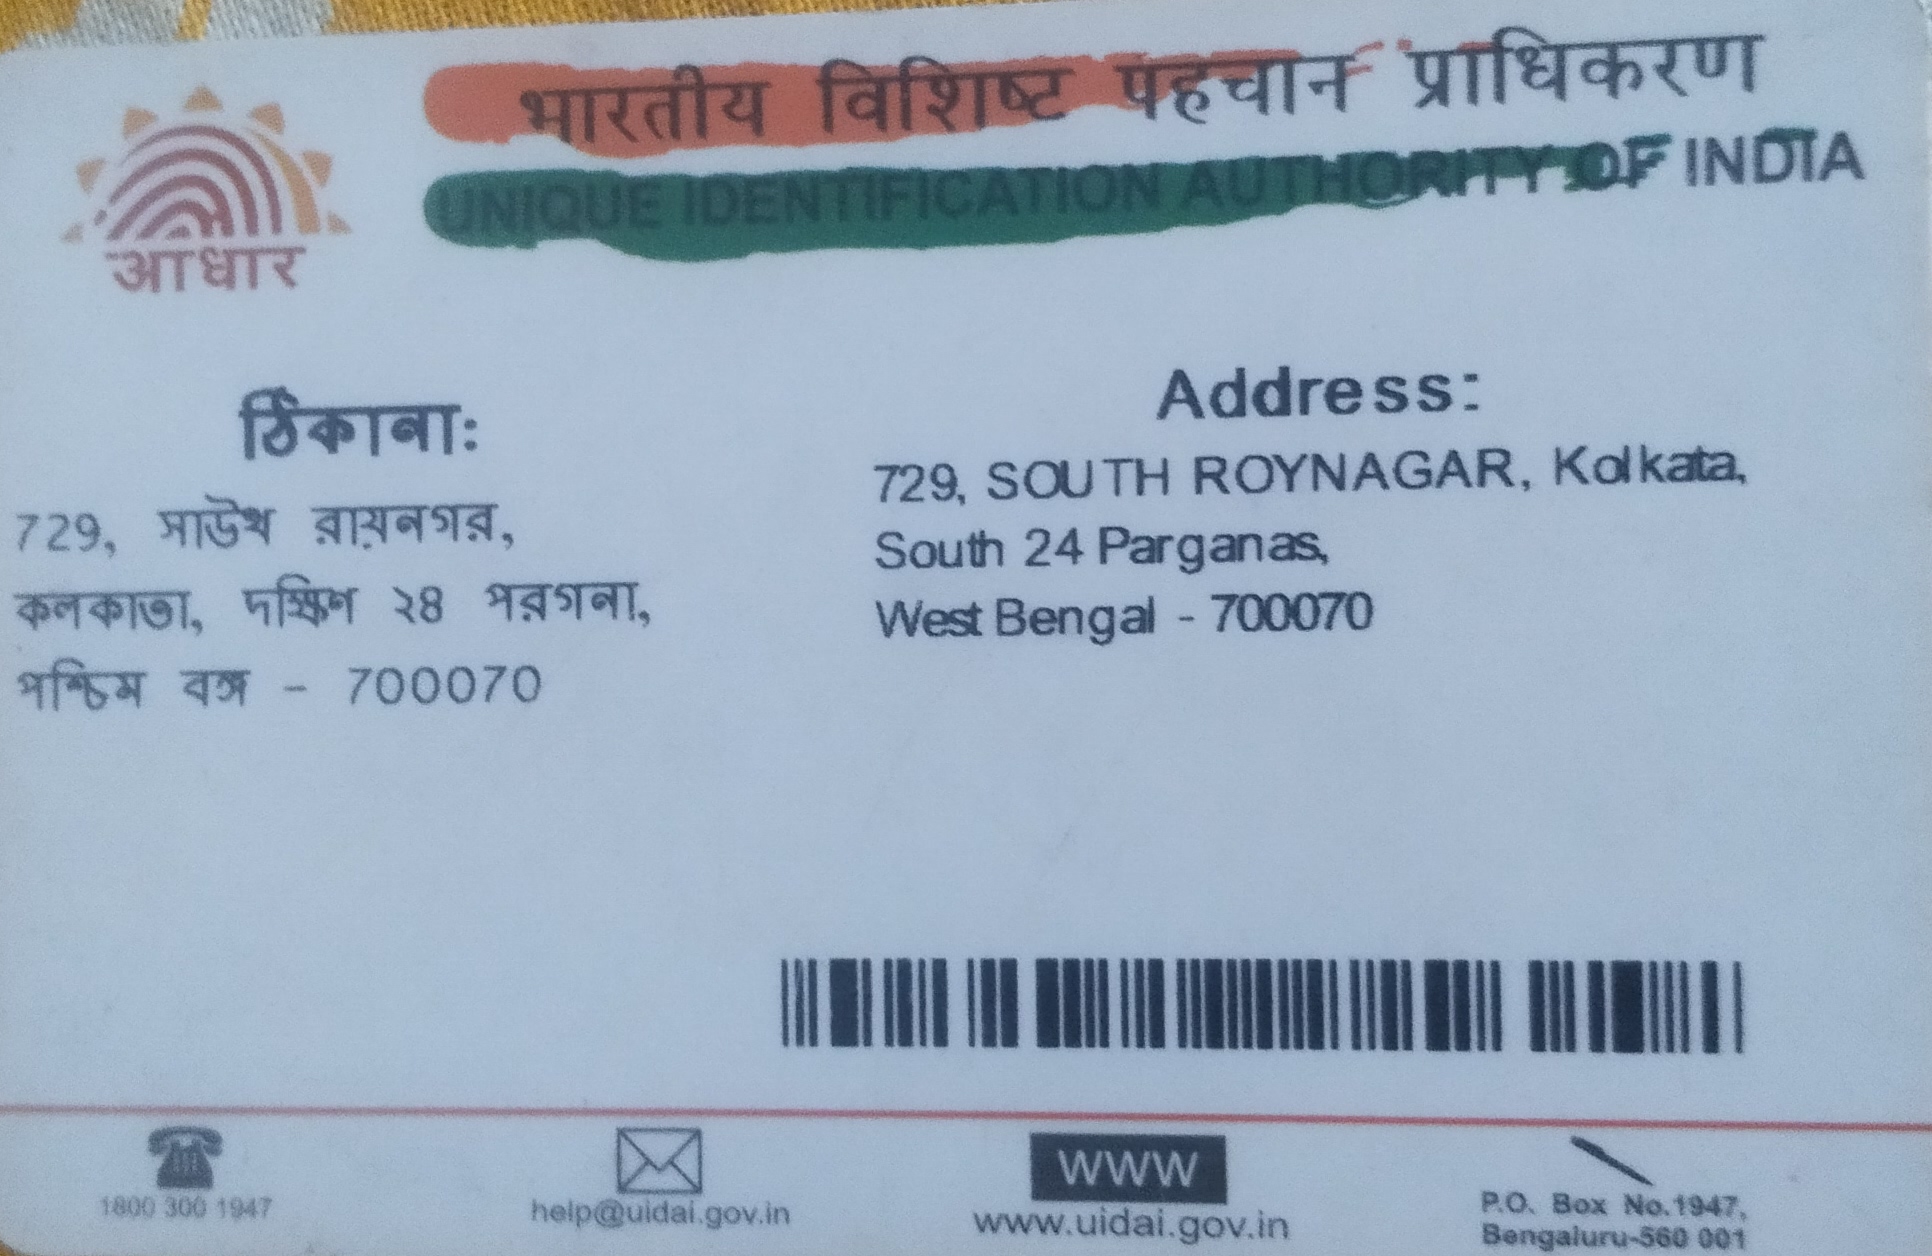 भारतीय विशिष्ट पहचान प्राधिकरण
UNIQUE IDENTIFICATION AUTHORITY OF INDIA
आधार
ঠিকানা:
729, সাউথ রায়নগর,
কলকাতা, দক্ষিণ ২৪ পরগনা,
পশ্চিম বঙ্গ - 700070
Address:
729, SOUTH ROYNAGAR, Kolkata,
South 24 Parganas,
West Bengal - 700070
1800 300 1947
help@uidai.gov.in
WWW
www.uidai.gov.in
P.O. Box No.1947,
Bengaluru-560 001